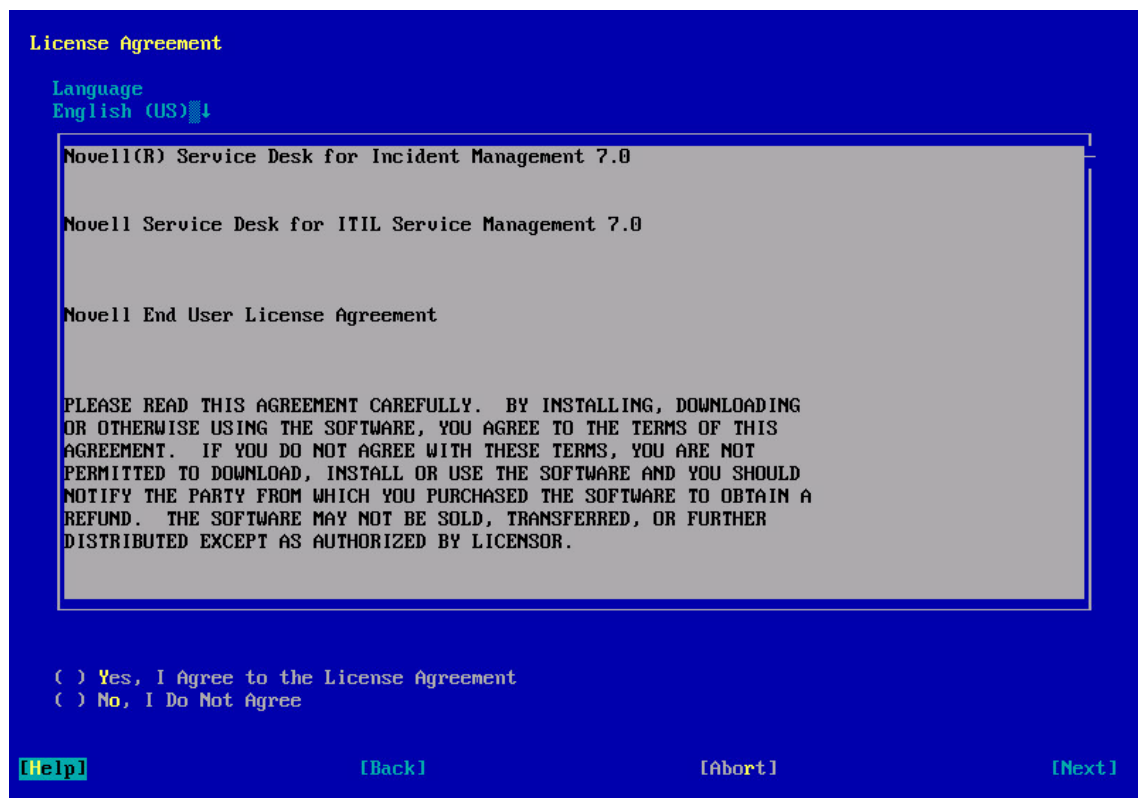 License Agreement
Language
English (US)▒↓
Novell(R) Service Desk for Incident Management 7.0
Novell Service Desk for ITIL Service Management 7.0
Novell End User License Agreement
PLEASE READ THIS AGREEMENT CAREFULLY.  BY INSTALLING, DOWNLOADING
OR OTHERWISE USING THE SOFTWARE, YOU AGREE TO THE TERMS OF THIS
AGREEMENT.  IF YOU DO NOT AGREE WITH THESE TERMS, YOU ARE NOT
PERMITTED TO DOWNLOAD, INSTALL OR USE THE SOFTWARE AND YOU SHOULD
NOTIFY THE PARTY FROM WHICH YOU PURCHASED THE SOFTWARE TO OBTAIN A
REFUND.  THE SOFTWARE MAY NOT BE SOLD, TRANSFERRED, OR FURTHER
DISTRIBUTED EXCEPT AS AUTHORIZED BY LICENSOR.
( ) Yes, I Agree to the License Agreement
( ) No, I Do Not Agree
[Help] [Back] [Abort] [Next]